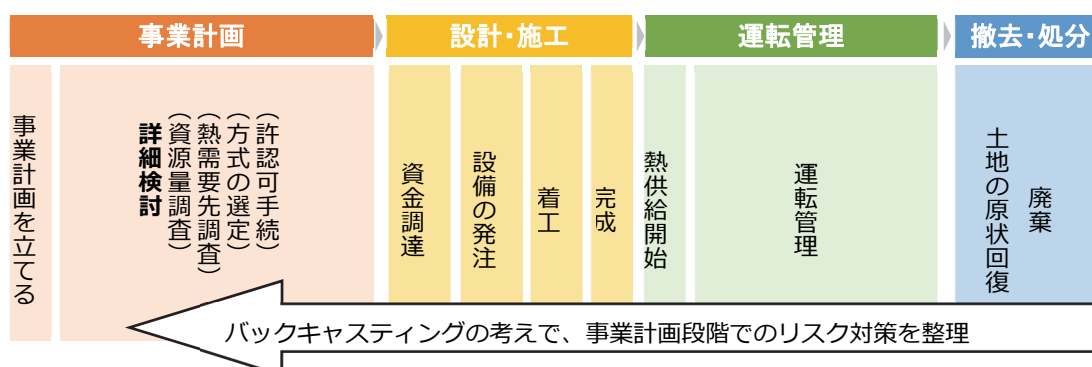 事業計画
設計・施工
運転管理
撤去・処分
事業計画を立てる
詳細検討
（資源量調査）
（熱需要先調査）
（方式の選定）
（許認可手続）
資金調達
設備の発注
着工
完成
熱供給開始
運転管理
土地の原状回復
廃棄
バックキャスティングの考えで、事業計画段階でのリスク対策を整理